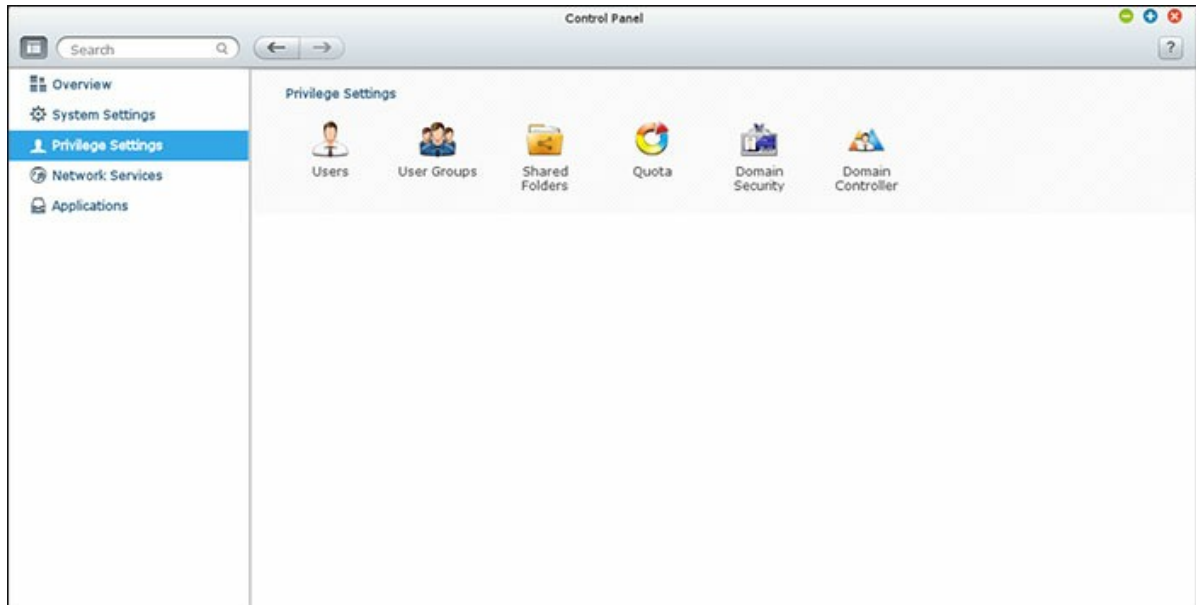 Control Panel
Search
?
Overview
System Settings
Privilege Settings
Network Services
Applications
Privilege Settings
Users
User Groups
Shared
Folders
Quota
Domain
Security
Domain
Controller